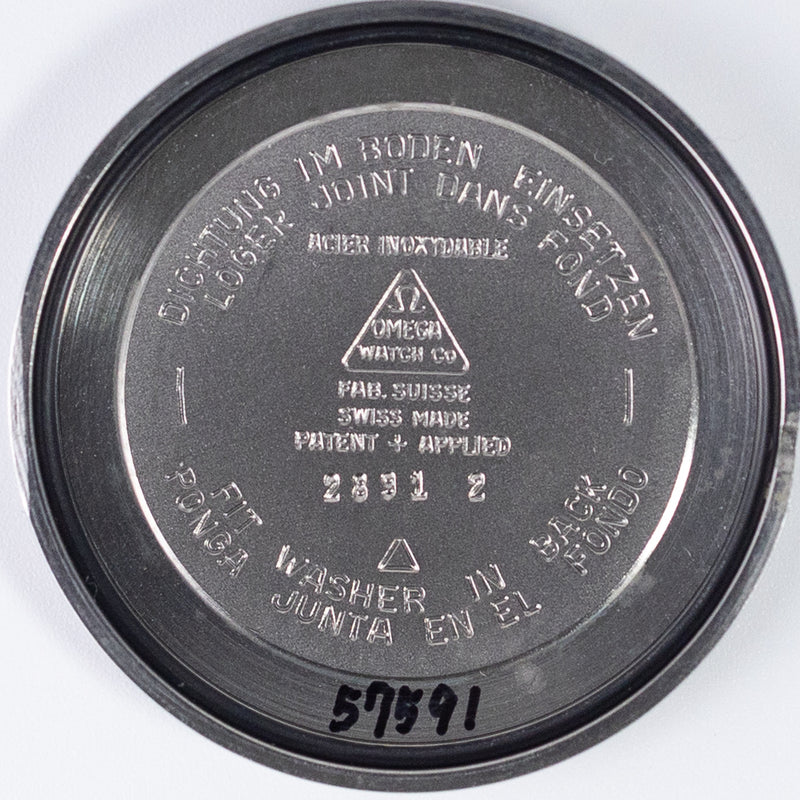 DICHTUNG IM BODEN EINSETZEN
LOGER JOINT DANS FOND
ACIER INOXYDABLE
Ω
OMEGA
WATCH Co
FAB. SUISSE
SWISS MADE
PATENT + APPLIED
2891 2
FIT WASHER IN BACK
PONGA JUNTA EN EL FONDO
57591